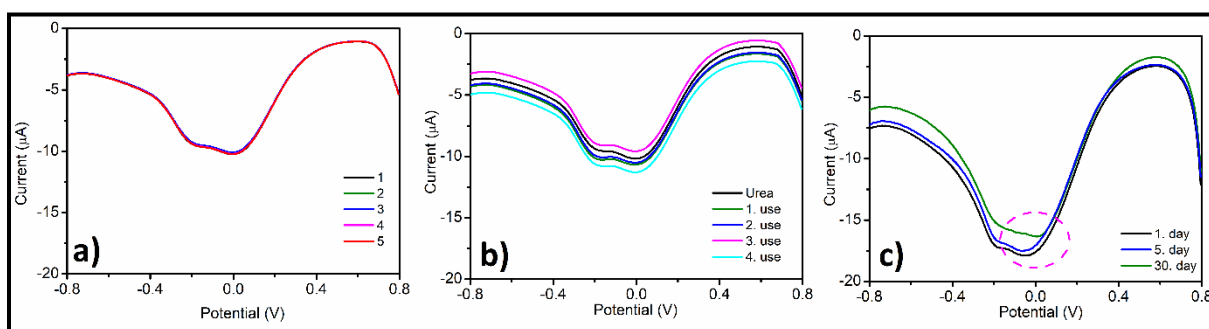 0
-5
-10
-15
-20
Current (µA)
-0.8 -0.4 0.0 0.4 0.8
Potential (V)
1
2
3
4
5
a)
0
-5
-10
-15
-20
Current (µA)
-0.8 -0.4 0.0 0.4 0.8
Potential (V)
Urea
1. use
2. use
3. use
4. use
b)
0
-5
-10
-15
-20
Current (µA)
-0.8 -0.4 0.0 0.4 0.8
Potential (V)
1. day
5. day
30. day
c)